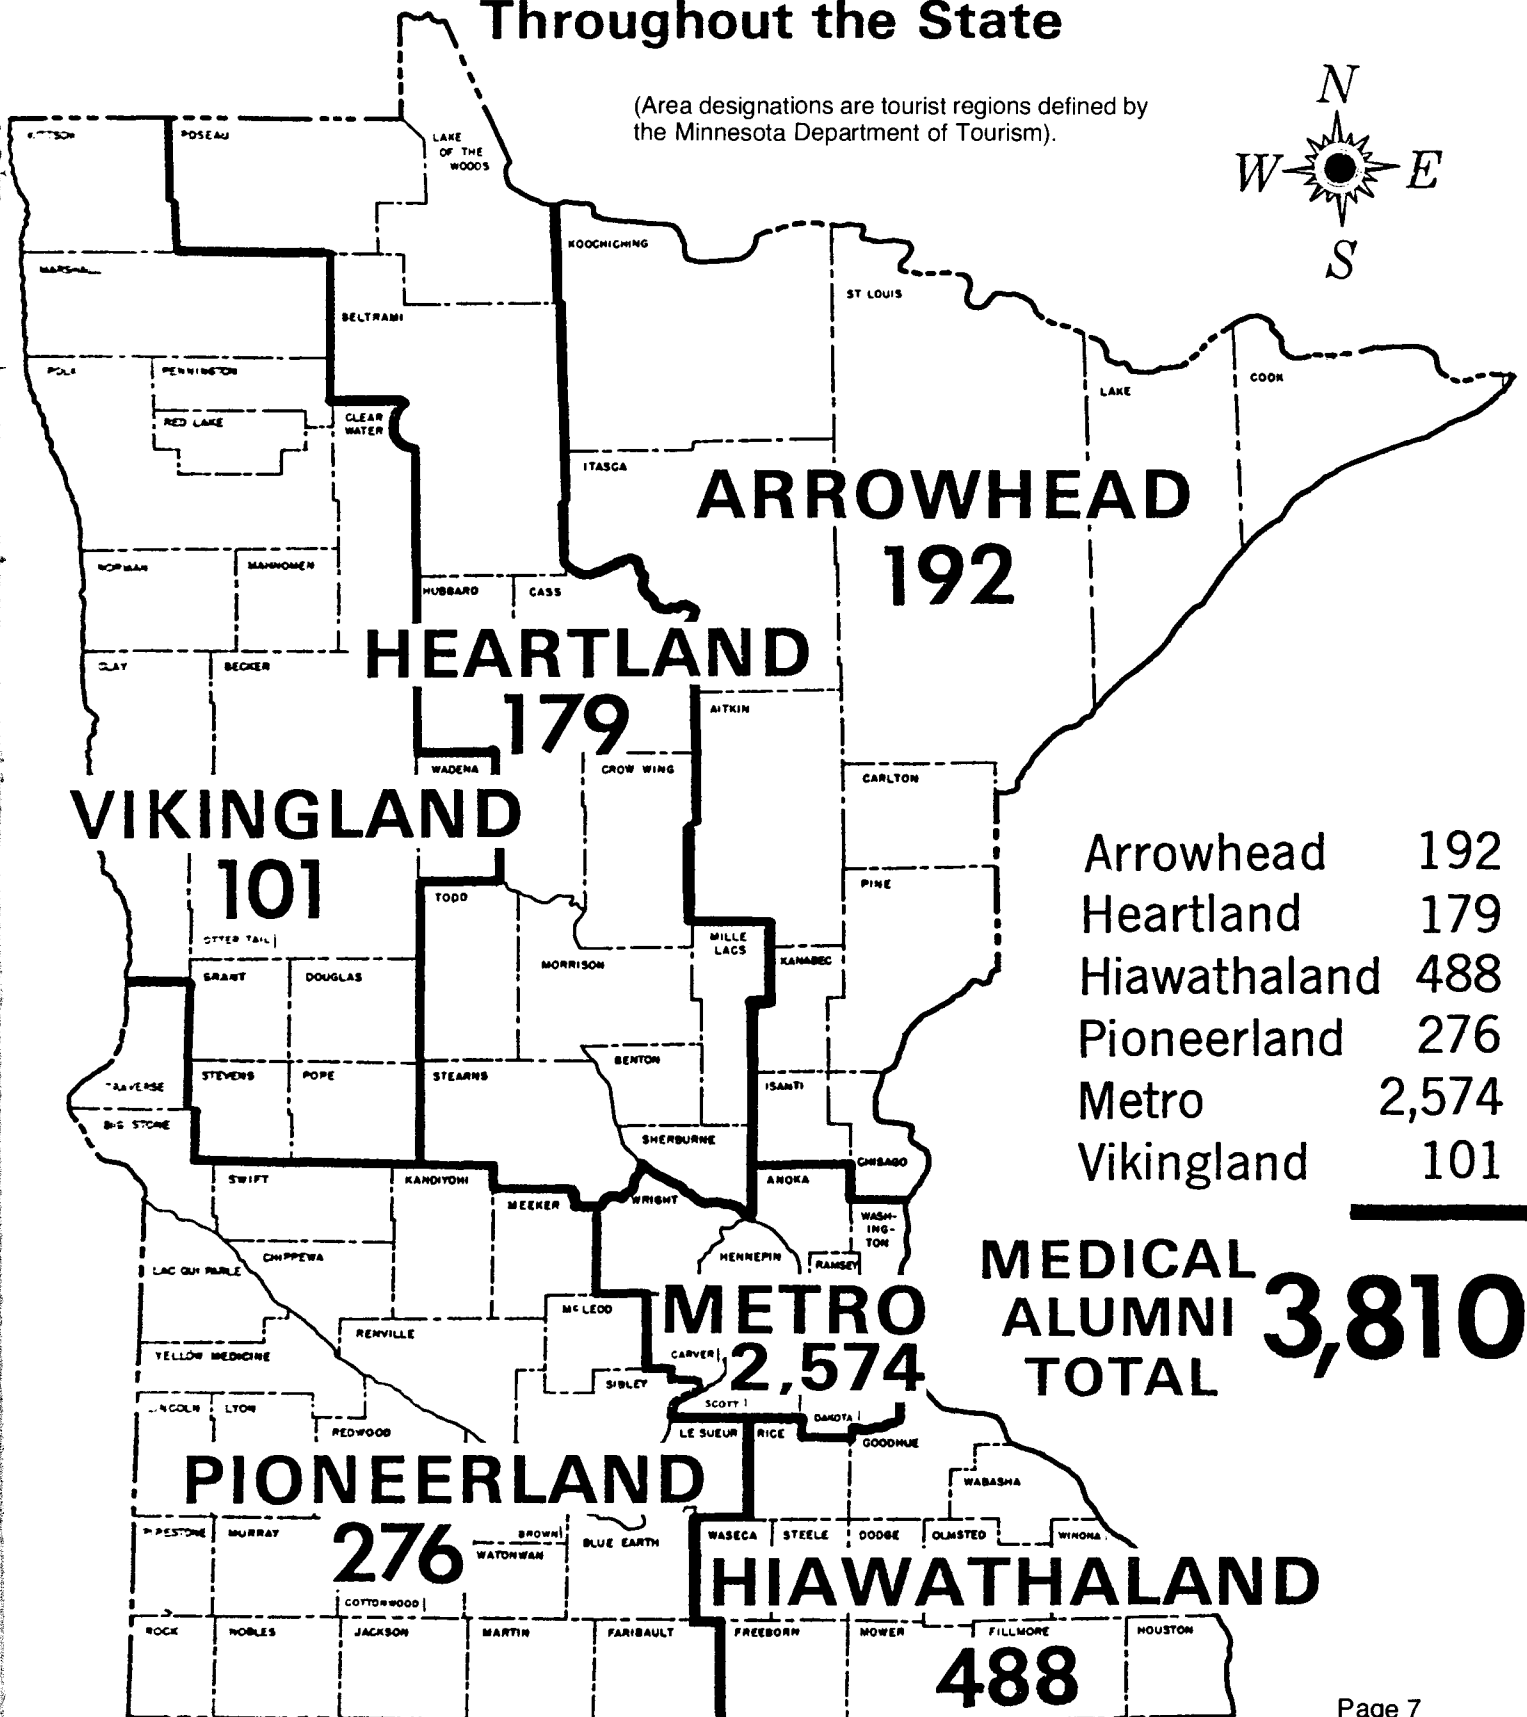 Throughout the State
(Area designations are tourist regions defined by
the Minnesota Department of Tourism).
N
W E
S
KITTSON
ROSEAU
LAKE
OF THE
WOODS
KOOCHICHING
MARSHALL
ST LOUIS
BELTRAMI
POLK
PENNINGTON
LAKE
COOK
RED LAKE
CLEAR
WATER
ITASCA
ARROWHEAD
192
NORMAN
MAHNOMEN
HUBBARD
CASS
HEARTLAND
179
CLAY
BECKER
AITKIN
WADENA
CROW WING
CARLTON
VIKINGLAND
101
PINE
TODD
OTTER TAIL
MILLE
LACS
KANABEC
MORRISON
GRANT
DOUGLAS
BENTON
STEVENS
POPE
STEARNS
TRAVERSE
ISANTI
BIG STONE
SHERBURNE
CHISAGO
SWIFT
KANDIYOHI
ANOKA
MEEKER
WRIGHT
WASH-
ING-
TON
CHIPPEWA
HENNEPIN
RAMSEY
LAC QUI PARLE
METRO
2,574
Mc LEOD
RENVILLE
YELLOW MEDICINE
CARVER
SIBLEY
SCOTT
LINCOLN
LYON
DAKOTA
REDWOOD
LE SUEUR
RICE
GOODHUE
PIONEERLAND
276
WABASHA
PIPESTONE
MURRAY
BROWN
WATONWAN
BLUE EARTH
WASECA
STEELE
DODGE
OLMSTED
WINONA
HIAWATHALAND
488
COTTONWOOD
ROCK
NOBLES
JACKSON
MARTIN
FARIBAULT
FREEBORN
MOWER
FILLMORE
HOUSTON
Arrowhead 192
Heartland 179
Hiawathaland 488
Pioneerland 276
Metro 2,574
Vikingland 101
MEDICAL
ALUMNI
TOTAL
3,810
Page 7